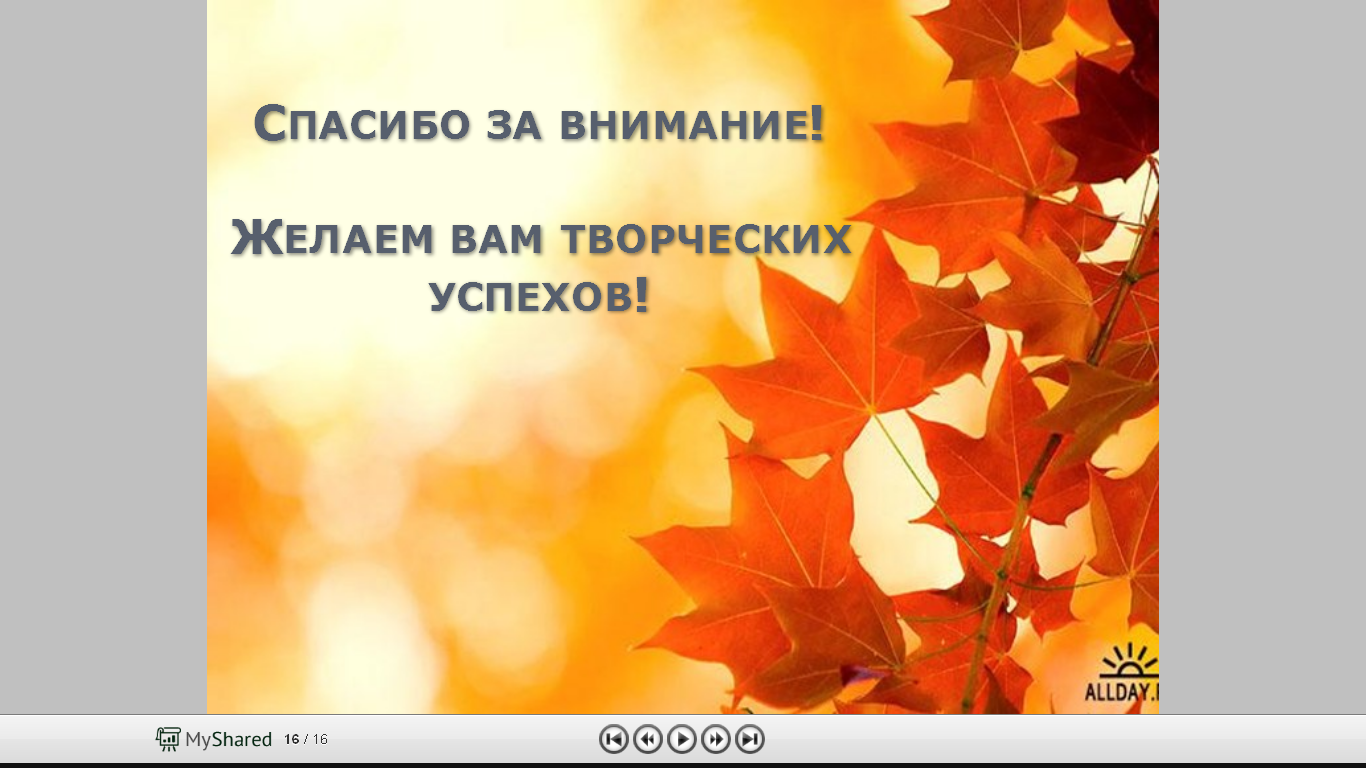 Спасибо за внимание!
Желаем вам творческих
успехов!
ALLDAY.
MyShared 16 / 16